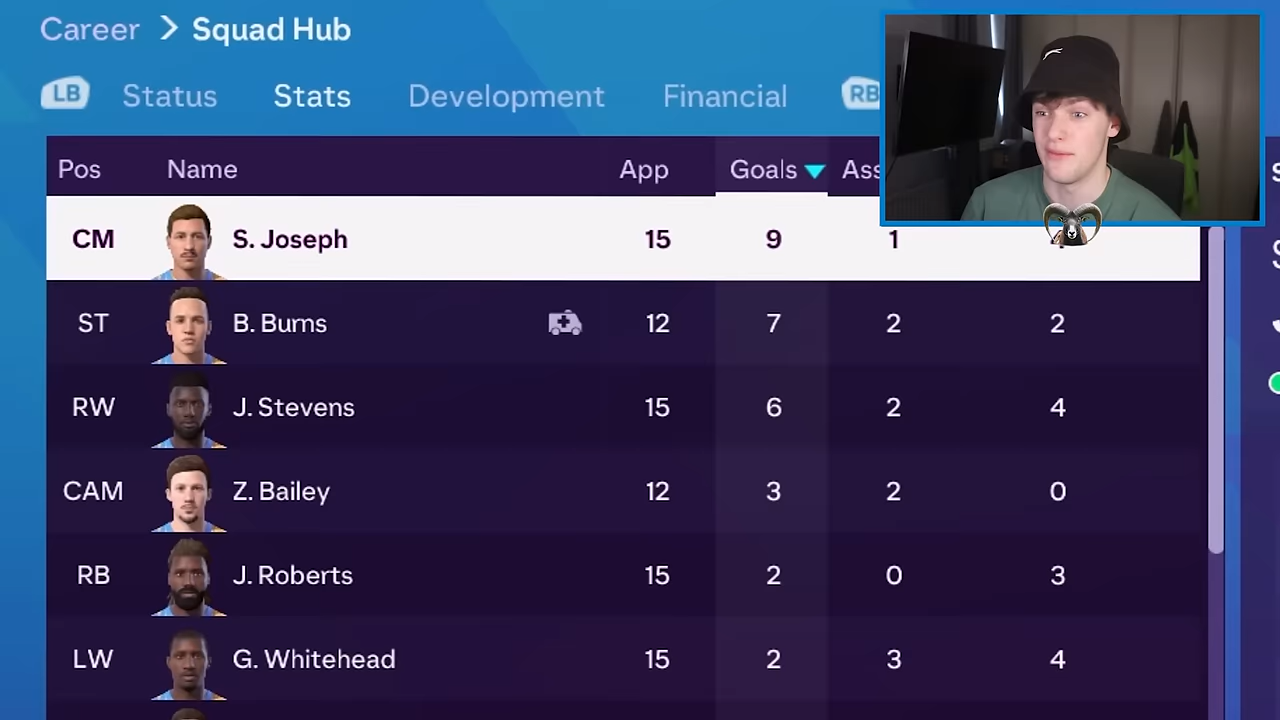 Career > Squad Hub
LB Status Stats Development Financial RB
Pos Name App Goals Ass
CM S. Joseph 15 9 1
ST B. Burns 12 7 2 2
RW J. Stevens 15 6 2 4
CAM Z. Bailey 12 3 2 0
RB J. Roberts 15 2 0 3
LW G. Whitehead 15 2 3 4